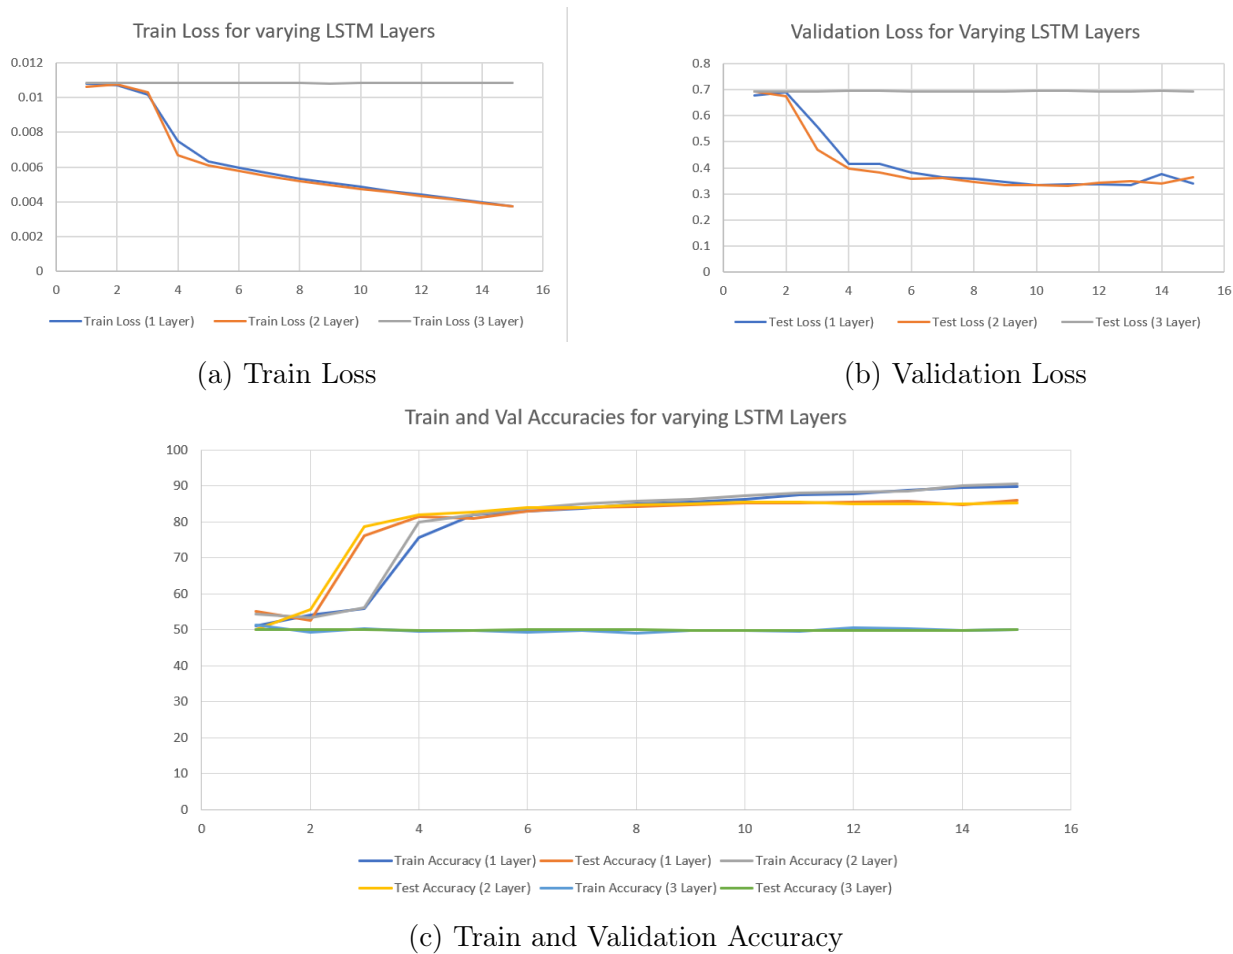 Train Loss for varying LSTM Layers
0.012
0.01
0.008
0.006
0.004
0.002
0
0 2 4 6 8 10 12 14 16
Train Loss (1 Layer) Train Loss (2 Layer) Train Loss (3 Layer)
(a) Train Loss
Validation Loss for Varying LSTM Layers
0.8
0.7
0.6
0.5
0.4
0.3
0.2
0.1
0
0 2 4 6 8 10 12 14 16
Test Loss (1 Layer) Test Loss (2 Layer) Test Loss (3 Layer)
(b) Validation Loss
Train and Val Accuracies for varying LSTM Layers
100
90
80
70
60
50
40
30
20
10
0
0 2 4 6 8 10 12 14 16
Train Accuracy (1 Layer) Test Accuracy (1 Layer) Train Accuracy (2 Layer)
Test Accuracy (2 Layer) Train Accuracy (3 Layer) Test Accuracy (3 Layer)
(c) Train and Validation Accuracy